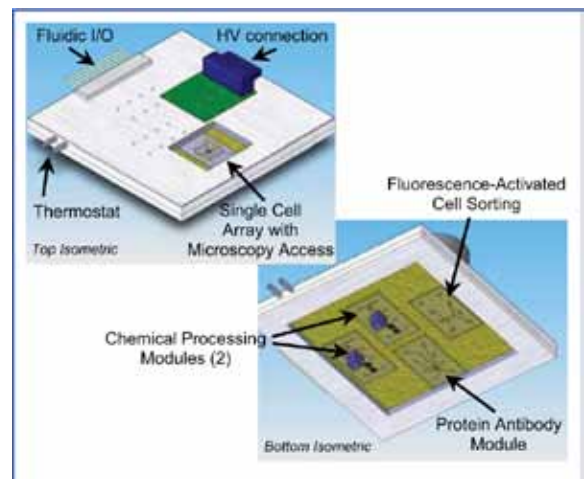 Fluidic I/O
HV connection
Thermostat
Single Cell
Array with
Microscopy Access
Top Isometric
Fluorescence-Activated
Cell Sorting
Chemical Processing
Modules (2)
Protein Antibody
Module
Bottom Isometric